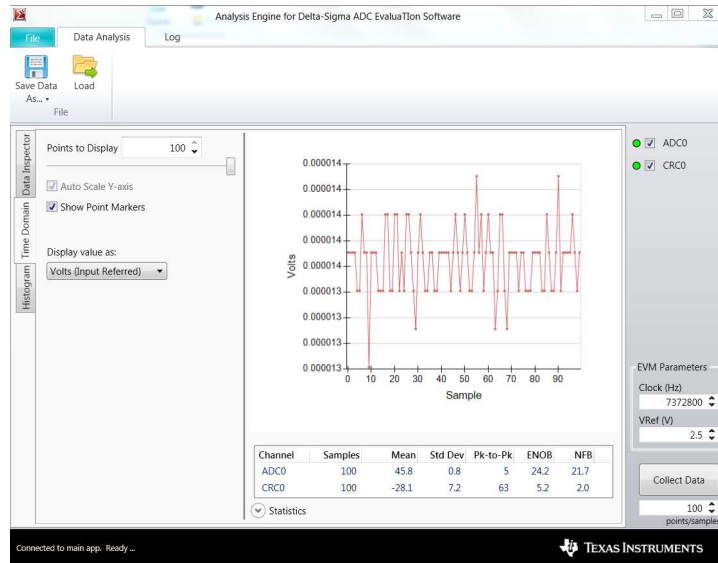 Analysis Engine for Delta-Sigma ADC EvaluaTIon Software
File Data Analysis Log
Save Data As... Load
File
Data Inspector
Time Domain
Histogram
Points to Display 100
Auto Scale Y-axis
Show Point Markers
Display value as:
Volts (Input Referred)
0.000014
0.000014
0.000014
0.000014
0.000014
0.000013
0.000013
0.000013
0.000013
Volts
0 10 20 30 40 50 60 70 80 90
Sample
Channel Samples Mean Std Dev Pk-to-Pk ENOB NFB
ADC0 100 45.8 0.8 5 24.2 21.7
CRC0 100 -28.1 7.2 63 5.2 2.0
Statistics
ADC0
CRC0
EVM Parameters
Clock (Hz)
7372800
VRef (V)
2.5
Collect Data
100
points/samples
Connected to main app. Ready ...
TEXAS INSTRUMENTS